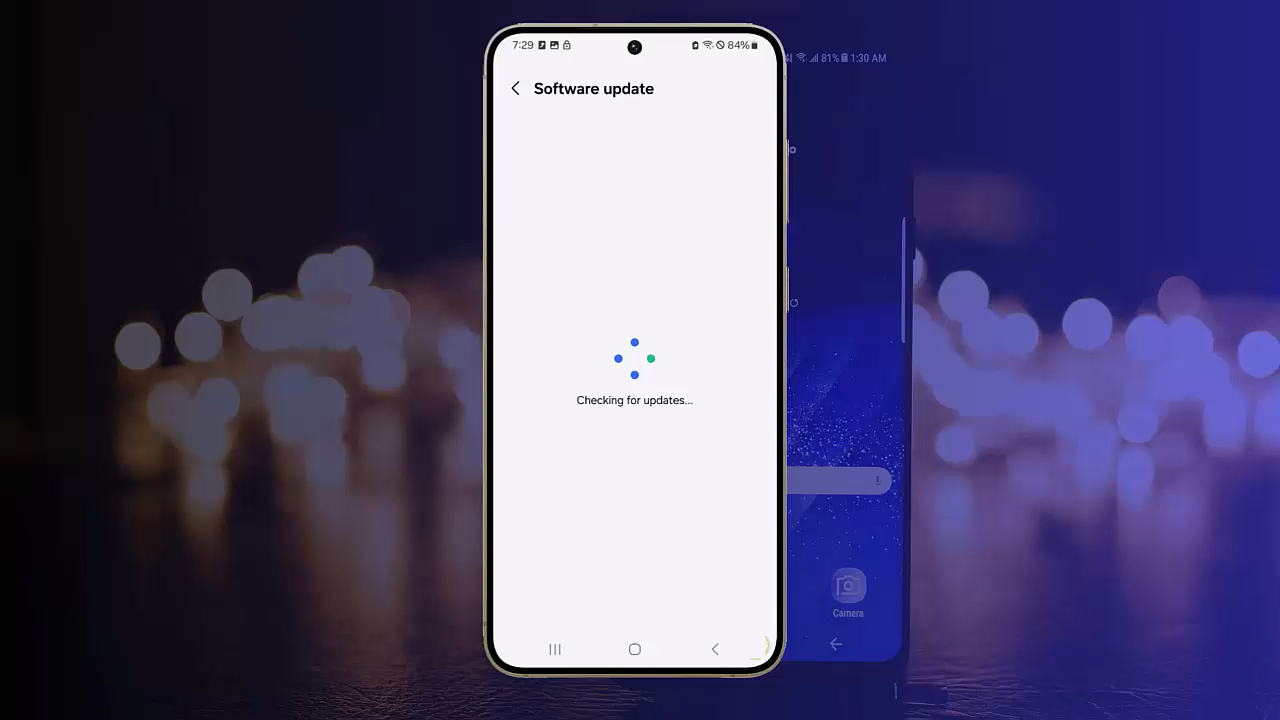 7:29
84%
81% 1:30 AM
Software update
Checking for updates...
Camera